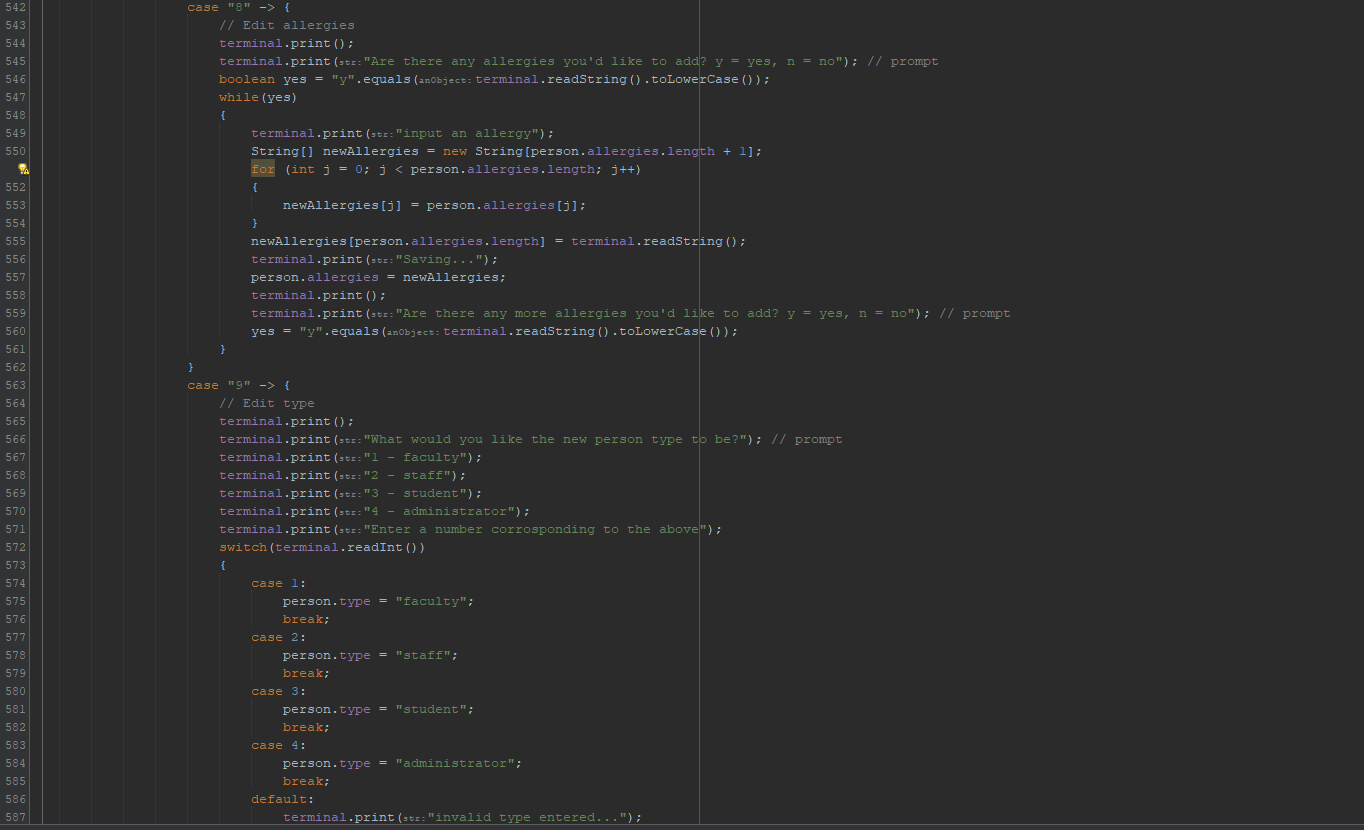 542 case "8" -> {
543 // Edit allergies
544 terminal.print();
545 terminal.print(str: "Are there any allergies you'd like to add? y = yes, n = no"); // prompt
546 boolean yes = "y".equals(anObject: terminal.readString().toLowerCase());
547 while(yes)
548 {
549 terminal.print(str: "input an allergy");
550 String[] newAllergies = new String[person.allergies.length + 1];
for (int j = 0; j < person.allergies.length; j++)
552 {
553 newAllergies[j] = person.allergies[j];
554 }
555 newAllergies[person.allergies.length] = terminal.readString();
556 terminal.print(str: "Saving...");
557 person.allergies = newAllergies;
558 terminal.print();
559 terminal.print(str: "Are there any more allergies you'd like to add? y = yes, n = no"); // prompt
560 yes = "y".equals(anObject: terminal.readString().toLowerCase());
561 }
562 }
563 case "9" -> {
564 // Edit type
565 terminal.print();
566 terminal.print(str: "What would you like the new person type to be?"); // prompt
567 terminal.print(str: "1 - faculty");
568 terminal.print(str: "2 - staff");
569 terminal.print(str: "3 - student");
570 terminal.print(str: "4 - administrator");
571 terminal.print(str: "Enter a number corrosponding to the above");
572 switch(terminal.readInt())
573 {
574 case 1:
575 person.type = "faculty";
576 break;
577 case 2:
578 person.type = "staff";
579 break;
580 case 3:
581 person.type = "student";
582 break;
583 case 4:
584 person.type = "administrator";
585 break;
586 default:
587 terminal.print(str: "invalid type entered...");